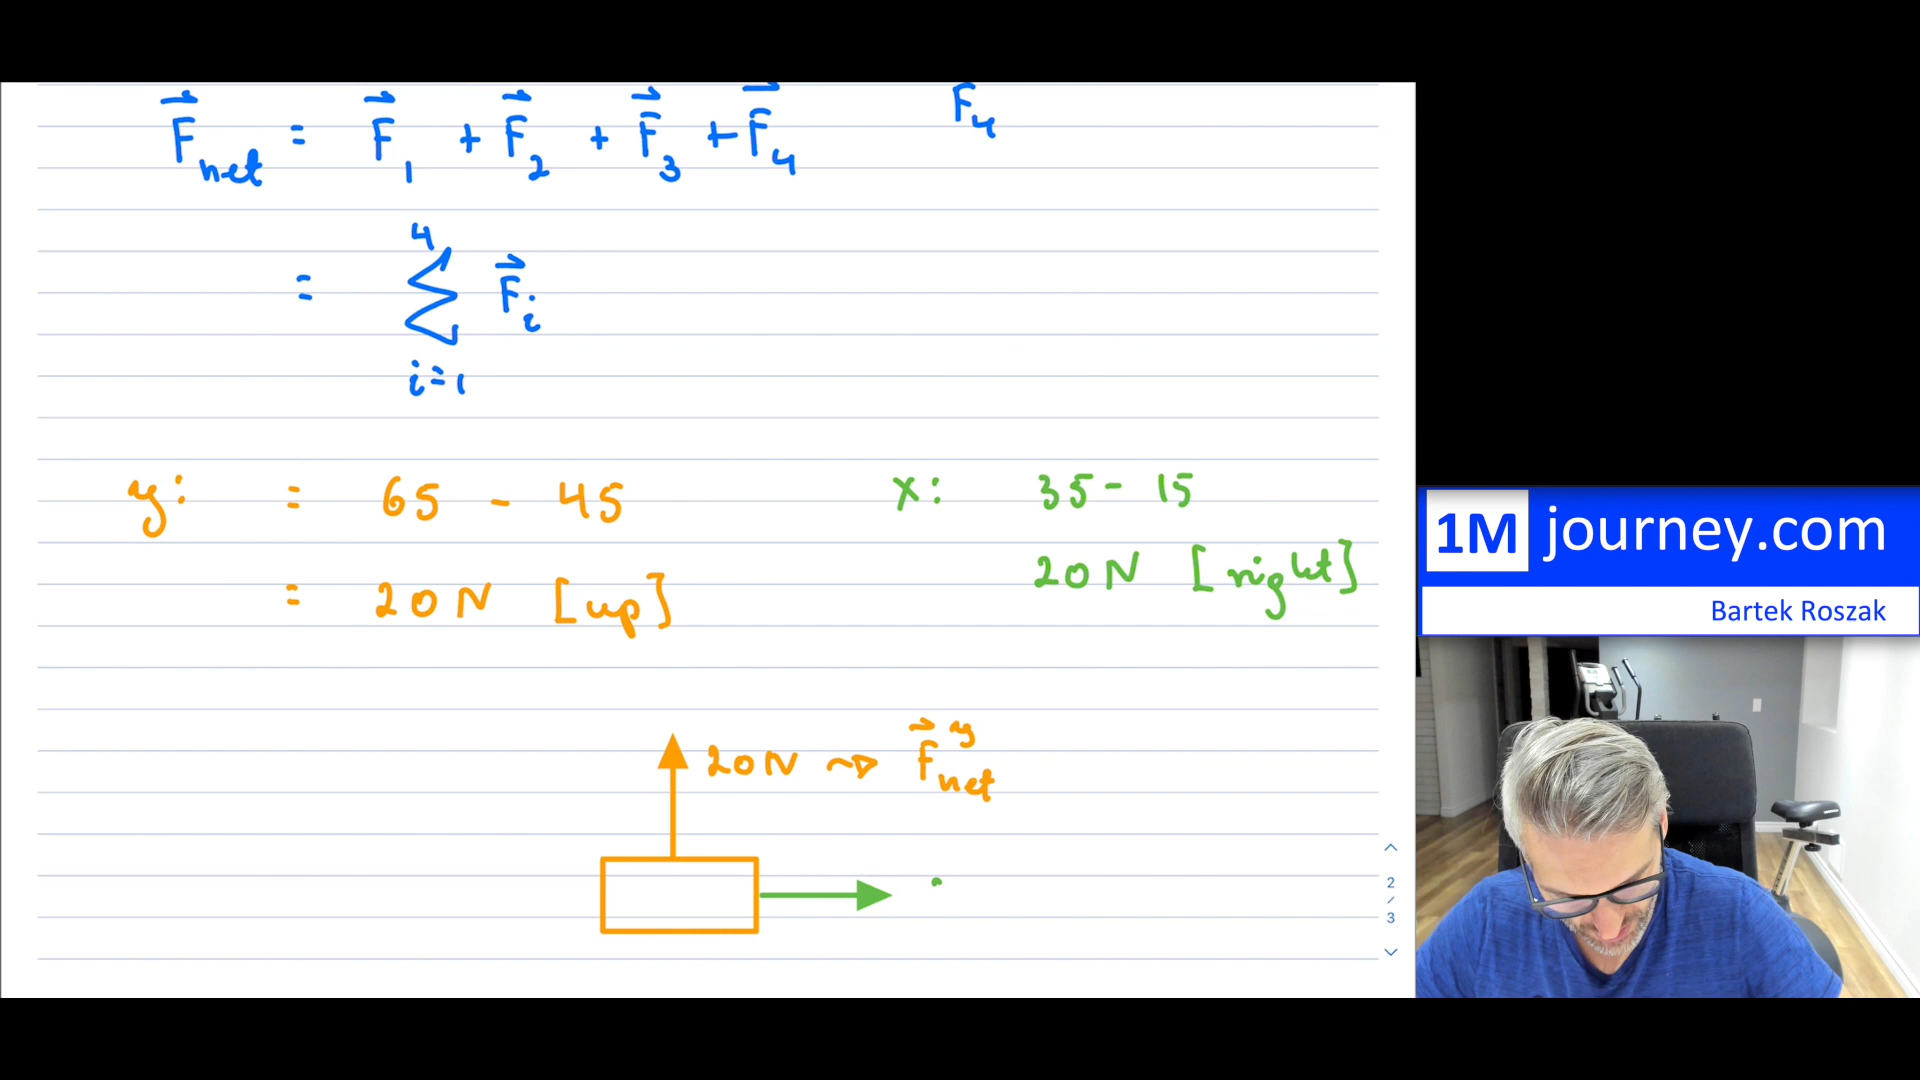 F⃗net = F⃗1 + F⃗2 + F⃗3 + F⃗4
F4
= 4 Σ i=1 F⃗i
y: = 65 - 45
= 20N [up]
x: 35 - 15
20N [right]
20N ⇝ F⃗net y
2 / 3
1M journey.com
Bartek Roszak